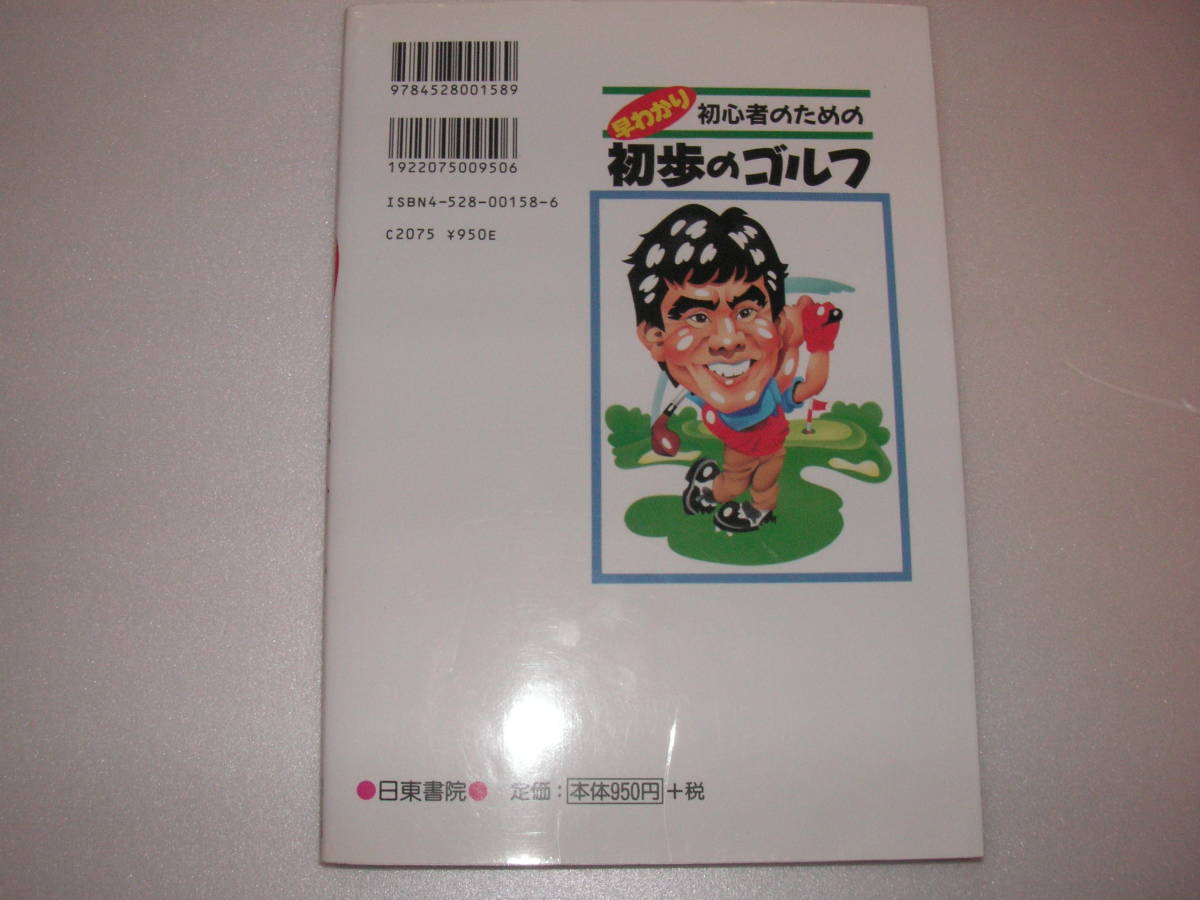 9784528001589
1922075009506
ISBN4-528-00158-6
C2075 ¥950E
早わかり
初心者のための
初歩のゴルフ
●日東書院● 定価：本体950円+税